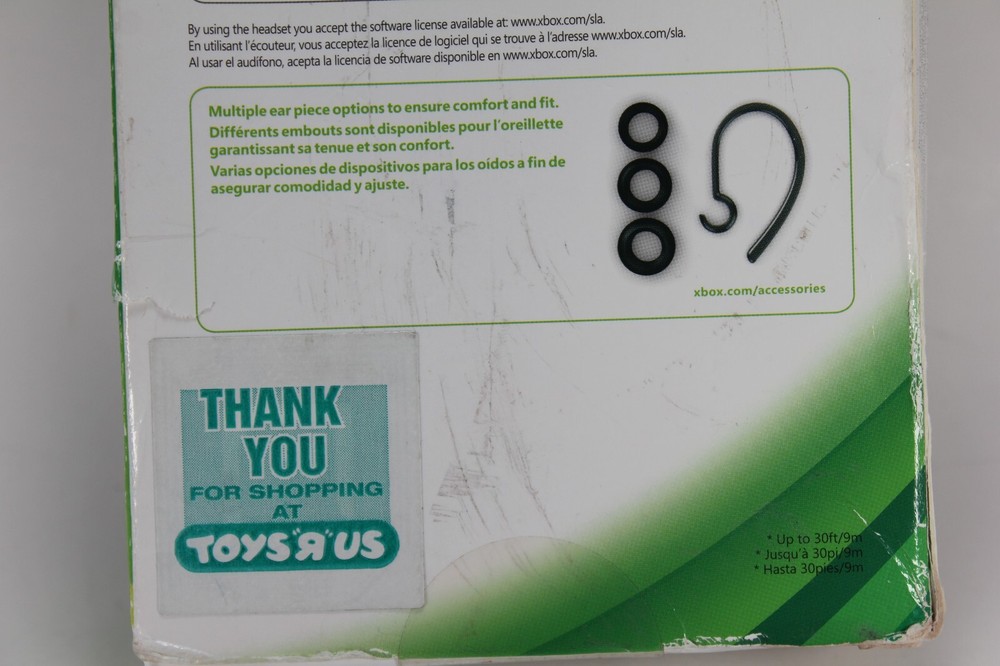 By using the headset you accept the software license available at: www.xbox.com/sla.
En utilisant l'écouteur, vous acceptez la licence de logiciel qui se trouve à l'adresse www.xbox.com/sla.
Al usar el audífono, acepta la licencia de software disponible en www.xbox.com/sla.
Multiple ear piece options to ensure comfort and fit.
Différents embouts sont disponibles pour l'oreillette
garantissant sa tenue et son confort.
Varias opciones de dispositivos para los oídos a fin de
asegurar comodidad y ajuste.
xbox.com/accessories
THANK
YOU
FOR SHOPPING
AT
TOYS"R"US
* Up to 30ft/9m
* Jusqu'à 30pi/9m
* Hasta 30pies/9m